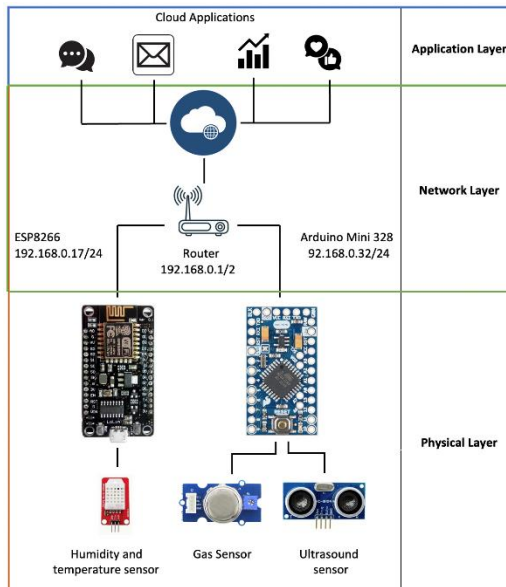 Cloud Applications
Application Layer
Network Layer
ESP8266
192.168.0.17/24
Router
192.168.0.1/2
Arduino Mini 328
92.168.0.32/24
RESET
Physical Layer
Humidity and
temperature sensor
Gas Sensor
Ultrasound
sensor